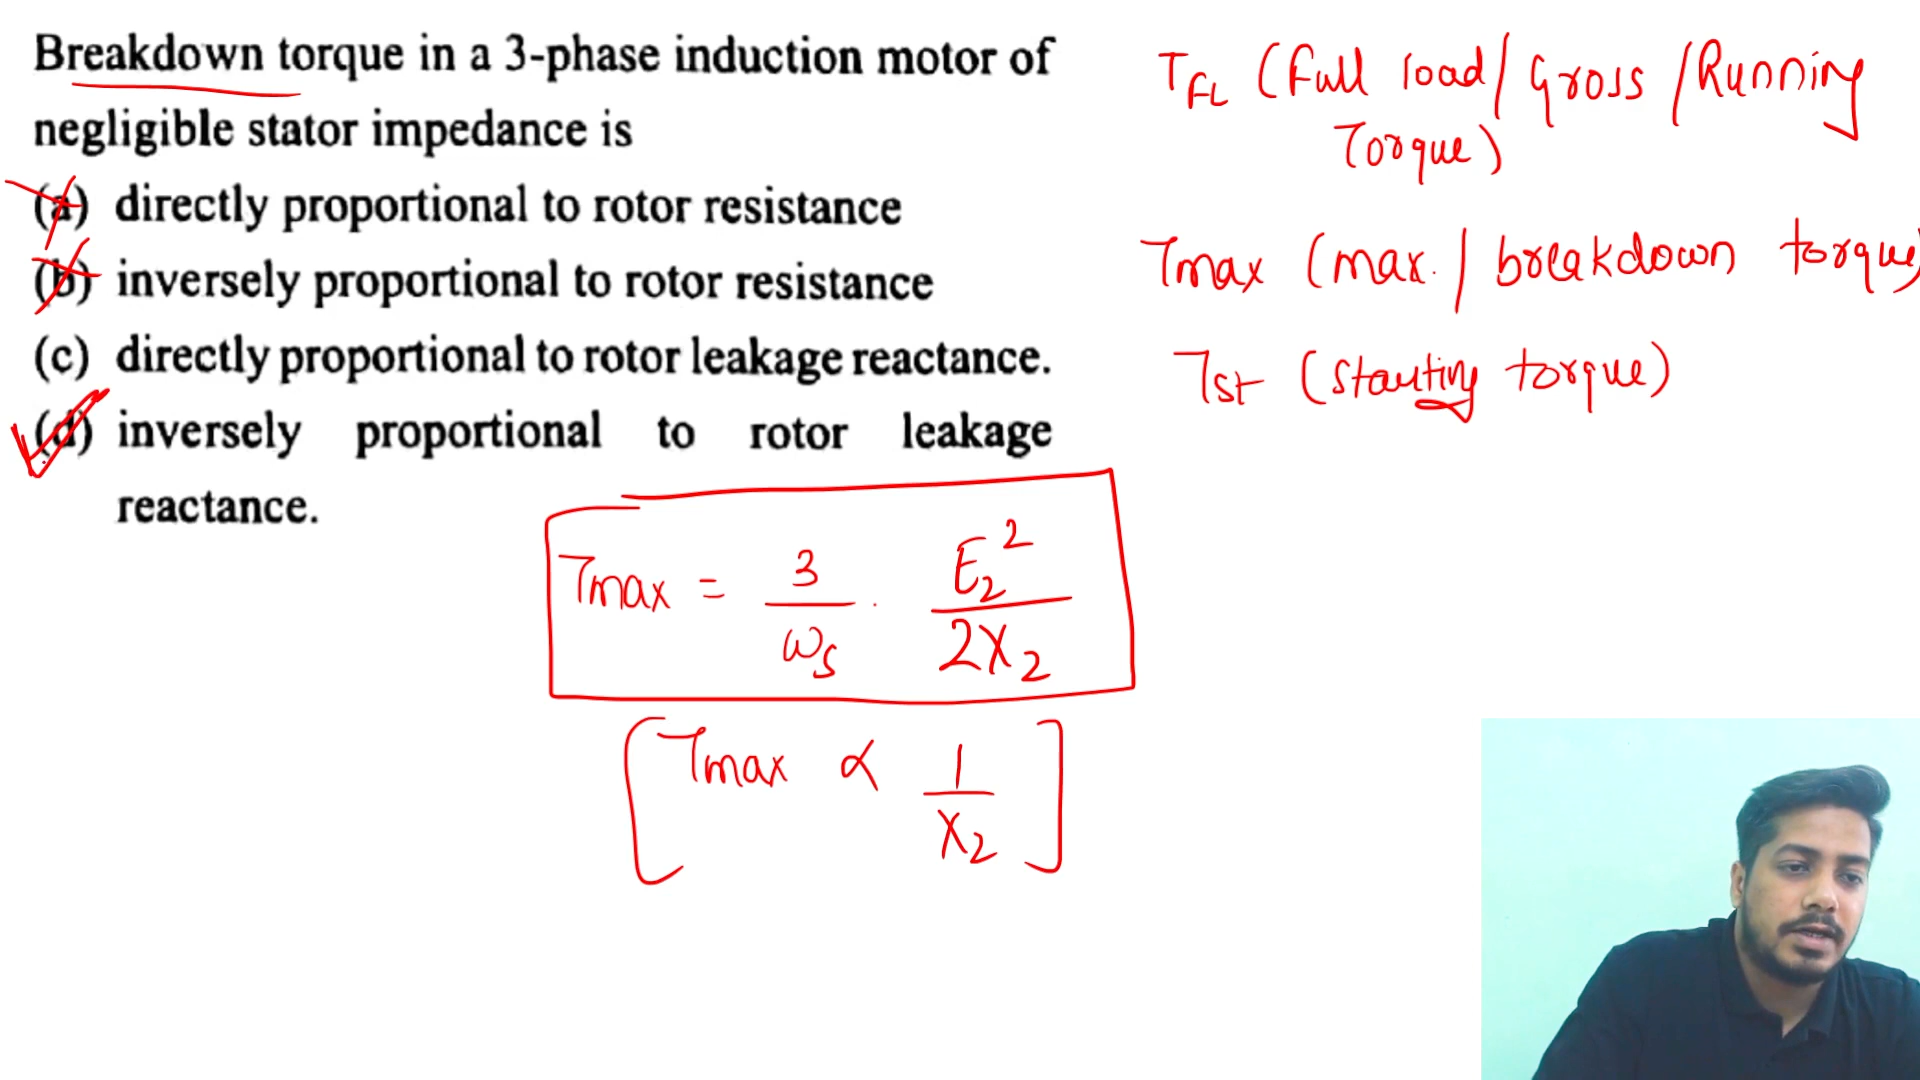 Breakdown torque in a 3-phase induction motor of
negligible stator impedance is
(a) directly proportional to rotor resistance
(b) inversely proportional to rotor resistance
(c) directly proportional to rotor leakage reactance.
(d) inversely proportional to rotor leakage
reactance.
T_FL (Full load/Gross/Running
Torque)
Tmax (max./breakdown torque)
Tst (starting torque)
Tmax = 3/ωs · E₂²/2X₂
[Tmax ∝ 1/X₂]